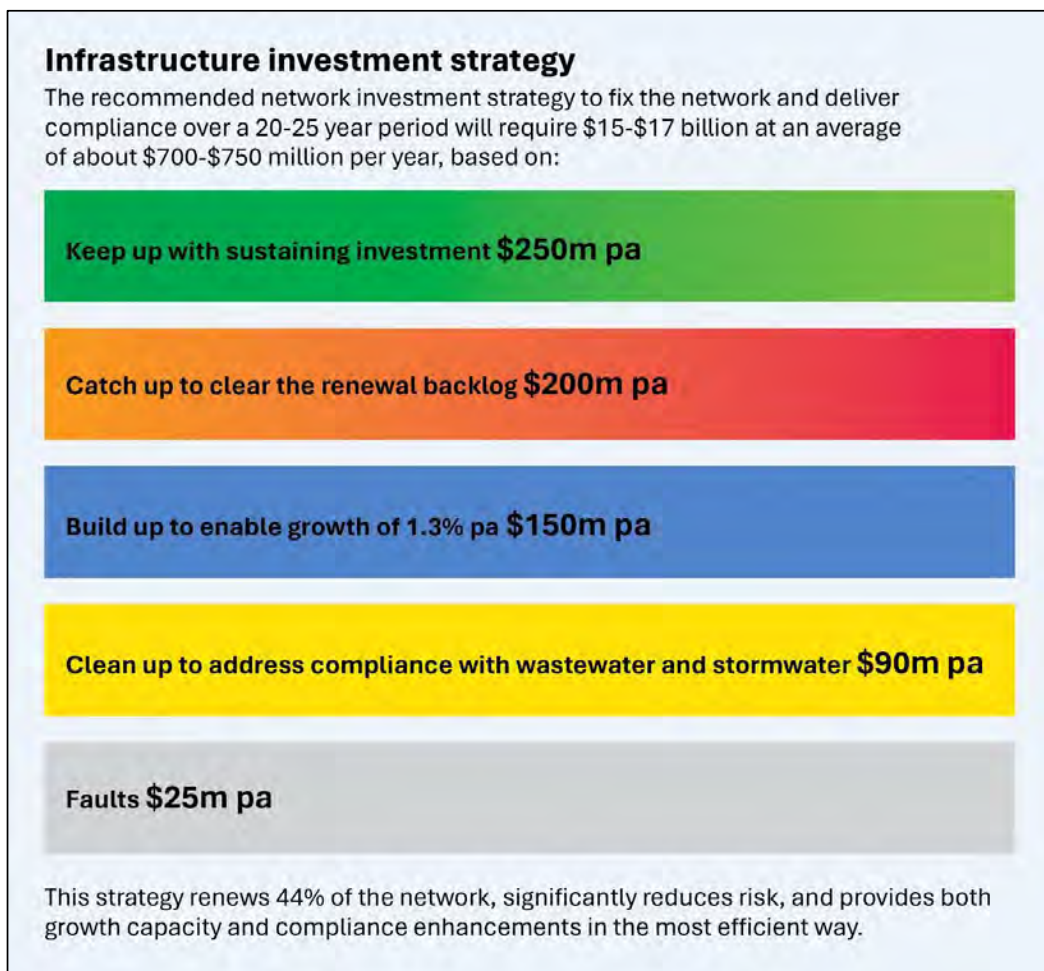 Infrastructure investment strategy
The recommended network investment strategy to fix the network and deliver
compliance over a 20-25 year period will require $15-$17 billion at an average
of about $700-$750 million per year, based on:
Keep up with sustaining investment $250m pa
Catch up to clear the renewal backlog $200m pa
Build up to enable growth of 1.3% pa $150m pa
Clean up to address compliance with wastewater and stormwater $90m pa
Faults $25m pa
This strategy renews 44% of the network, significantly reduces risk, and provides both
growth capacity and compliance enhancements in the most efficient way.